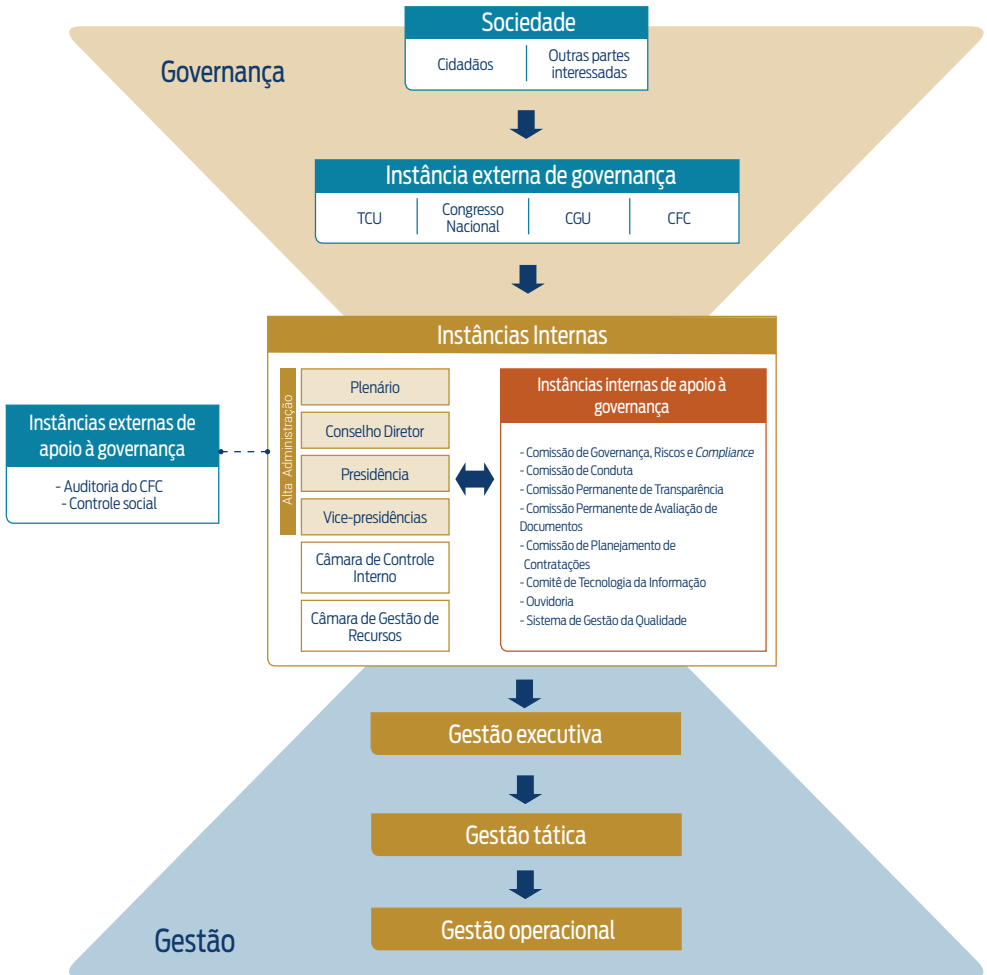 Governança
Sociedade
Cidadãos
Outras partes
interessadas
Instância externa de governança
TCU
Congresso
Nacional
CGU
CFC
Instâncias Internas
Alta Administração
Plenário
Conselho Diretor
Presidência
Vice-presidências
Câmara de Controle
Interno
Câmara de Gestão de
Recursos
Instâncias internas de apoio à
governança
- Comissão de Governança, Riscos e Compliance
- Comissão de Conduta
- Comissão Permanente de Transparência
- Comissão Permanente de Avaliação de
Documentos
- Comissão de Planejamento de
Contratações
- Comitê de Tecnologia da Informação
- Ouvidoria
- Sistema de Gestão da Qualidade
Instâncias externas de
apoio à governança
- Auditoria do CFC
- Controle social
Gestão executiva
Gestão tática
Gestão operacional
Gestão